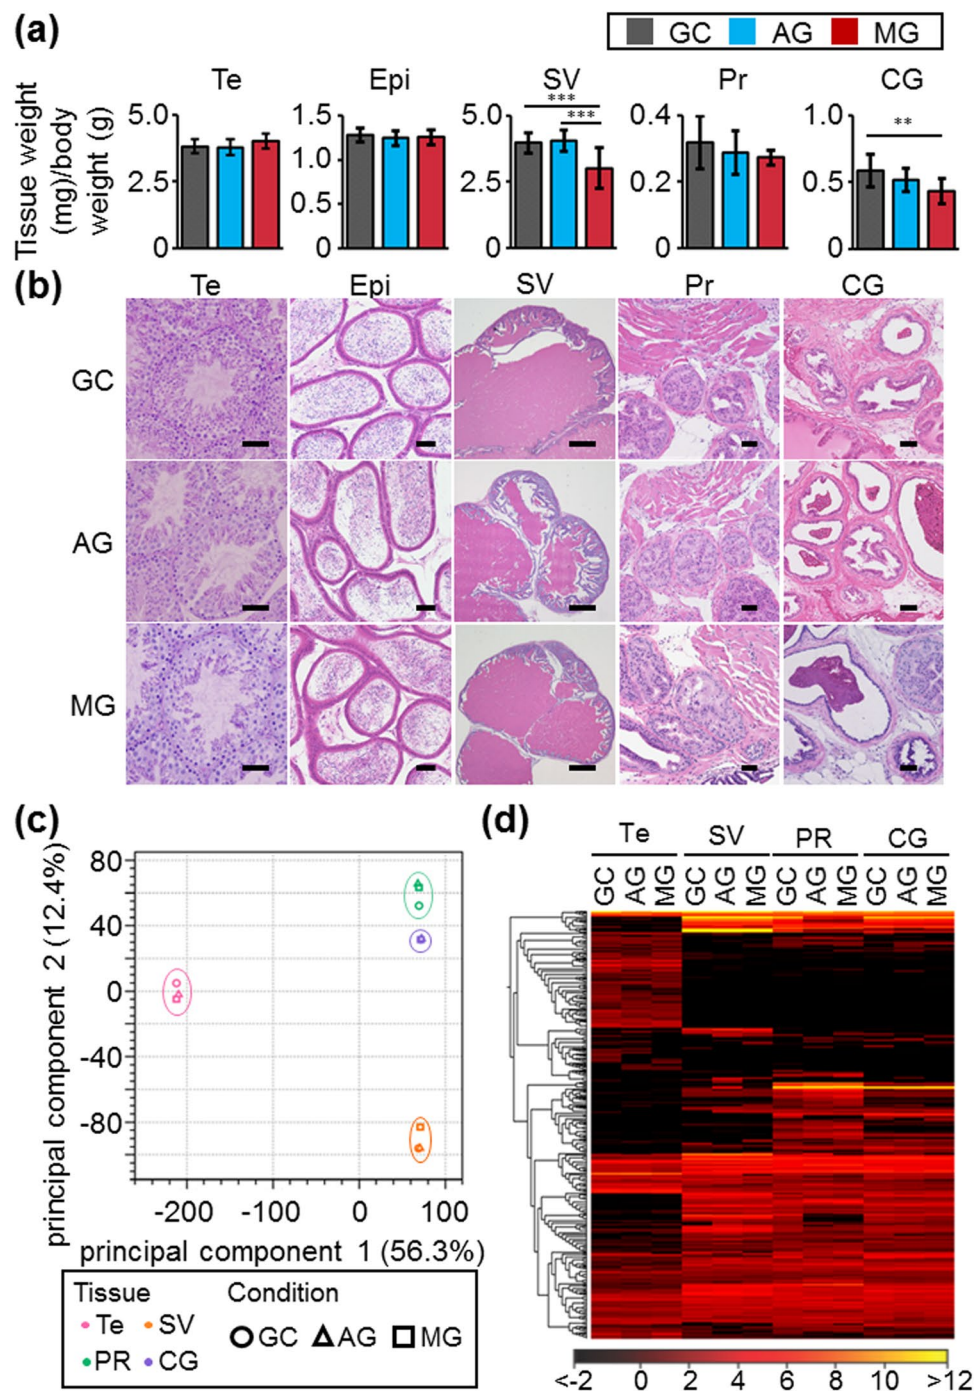 (a)
GC AG MG
Te Epi SV Pr CG
Tissue weight
(mg)/body
weight (g)
5.0
2.5
0
1.5
1.0
0.5
0
5.0
2.5
0
***
***
0.4
0.2
0
1.0
0.5
0
**
(b)
Te Epi SV Pr CG
GC
AG
MG
(c)
principal component 2 (12.4%)
80
40
0
-40
-80
-200 -100 0 100
principal component 1 (56.3%)
Tissue Condition
Te SV
PR CG
GC AG MG
(d)
Te SV PR CG
GC AG MG GC AG MG GC AG MG GC AG MG
<-2 0 2 4 6 8 10 >12